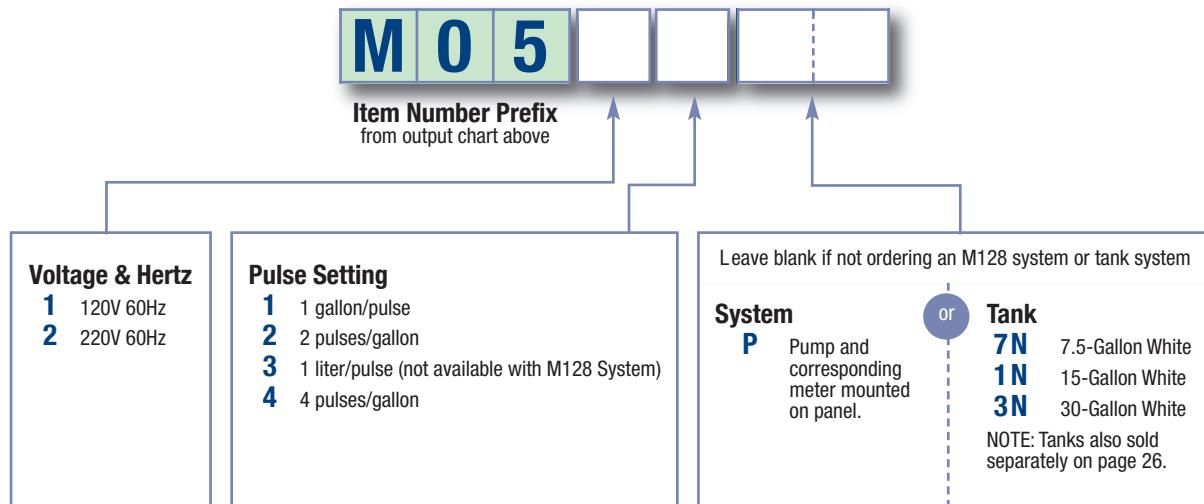 M 0 5
Item Number Prefix
from output chart above
Voltage & Hertz
1 120V 60Hz
2 220V 60Hz
Pulse Setting
1 1 gallon/pulse
2 2 pulses/gallon
3 1 liter/pulse (not available with M128 System)
4 4 pulses/gallon
Leave blank if not ordering an M128 system or tank system
System
P Pump and
corresponding
meter mounted
on panel.
or
Tank
7N 7.5-Gallon White
1N 15-Gallon White
3N 30-Gallon White
NOTE: Tanks also sold
separately on page 26.